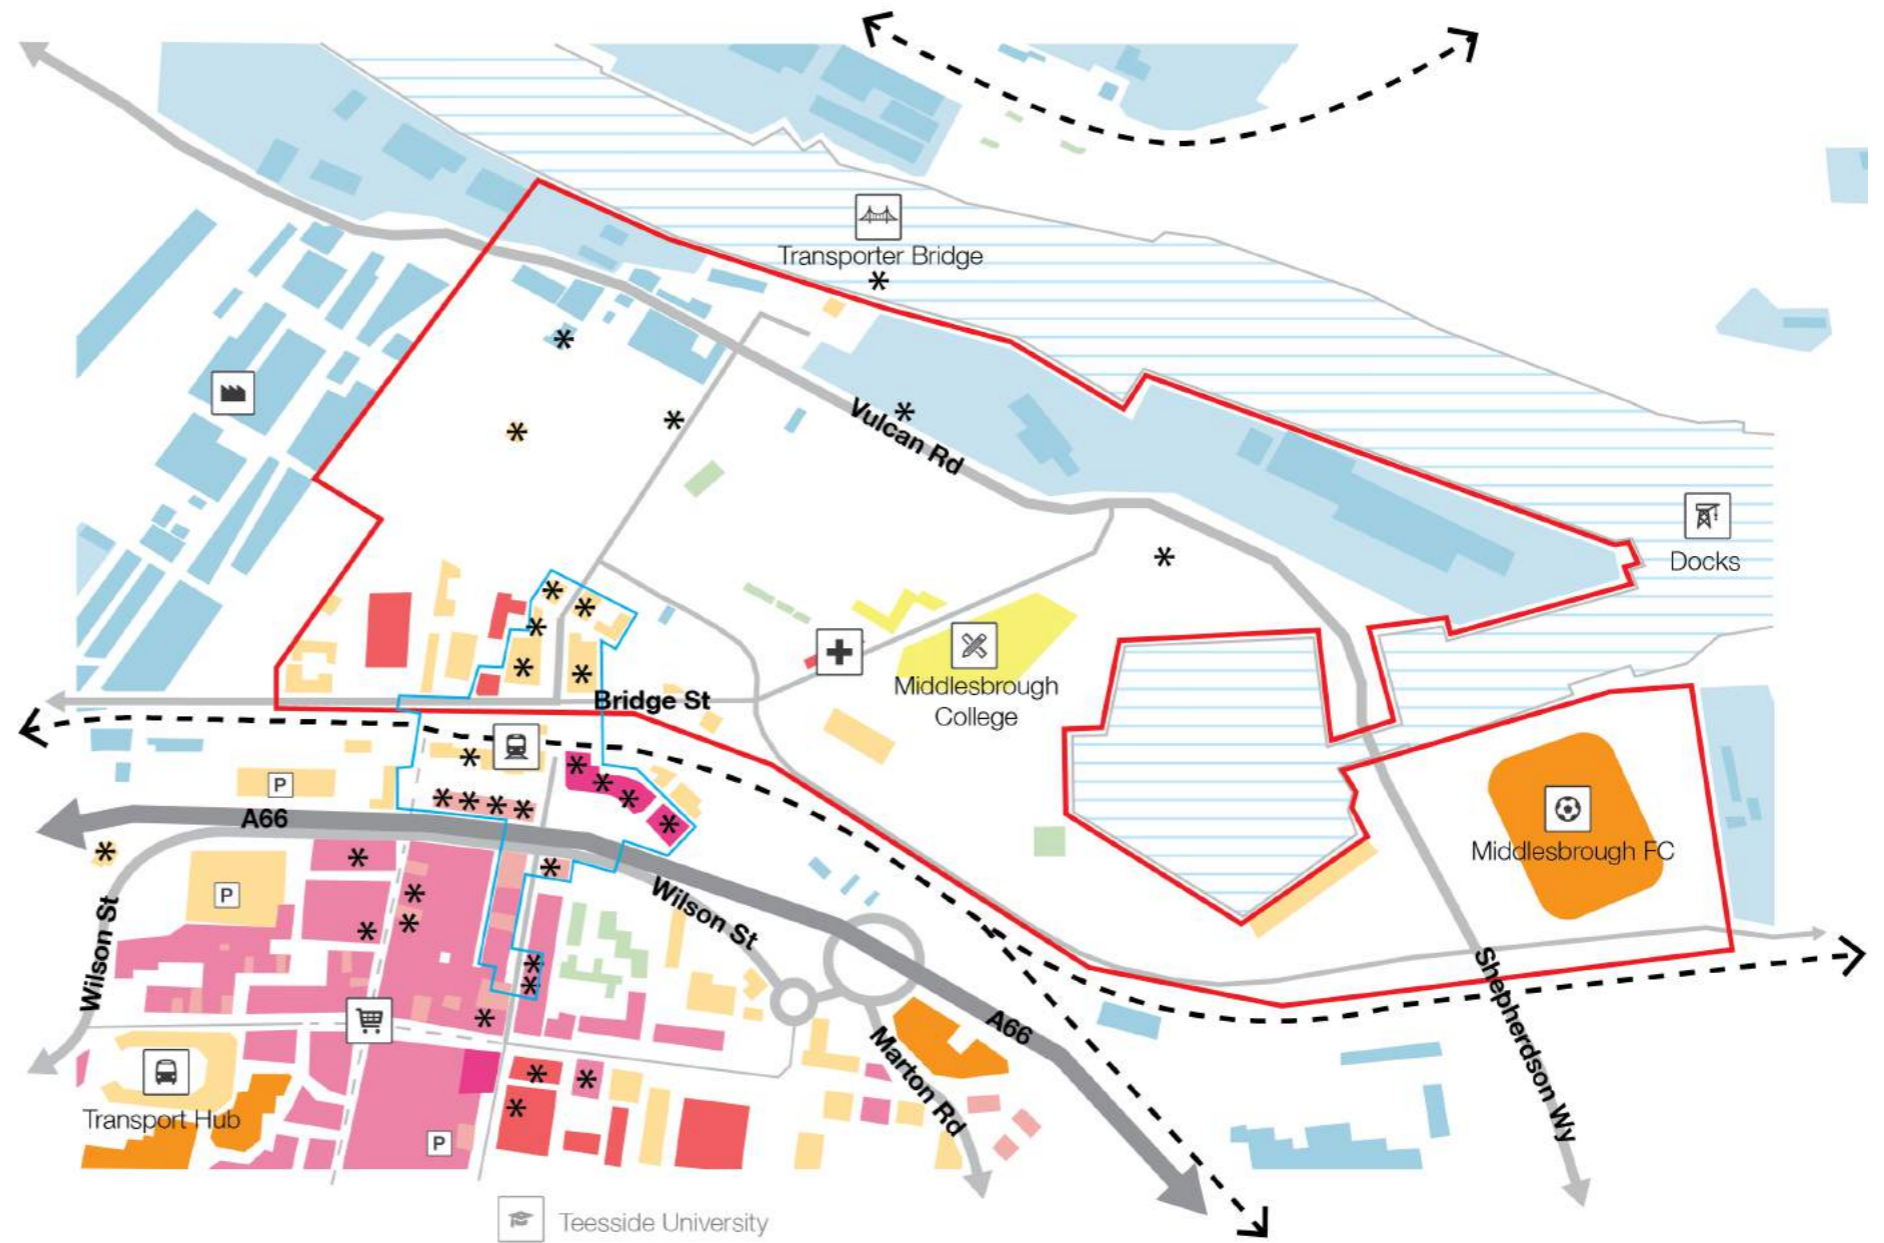 Transporter Bridge
Vulcan Rd
Docks
Middlesbrough
College
Bridge St
P
A66
Middlesbrough FC
P
Wilson St
Wilson St
A66
Shepherdson Wy
Marton Rd
Transport Hub
P
Teesside University